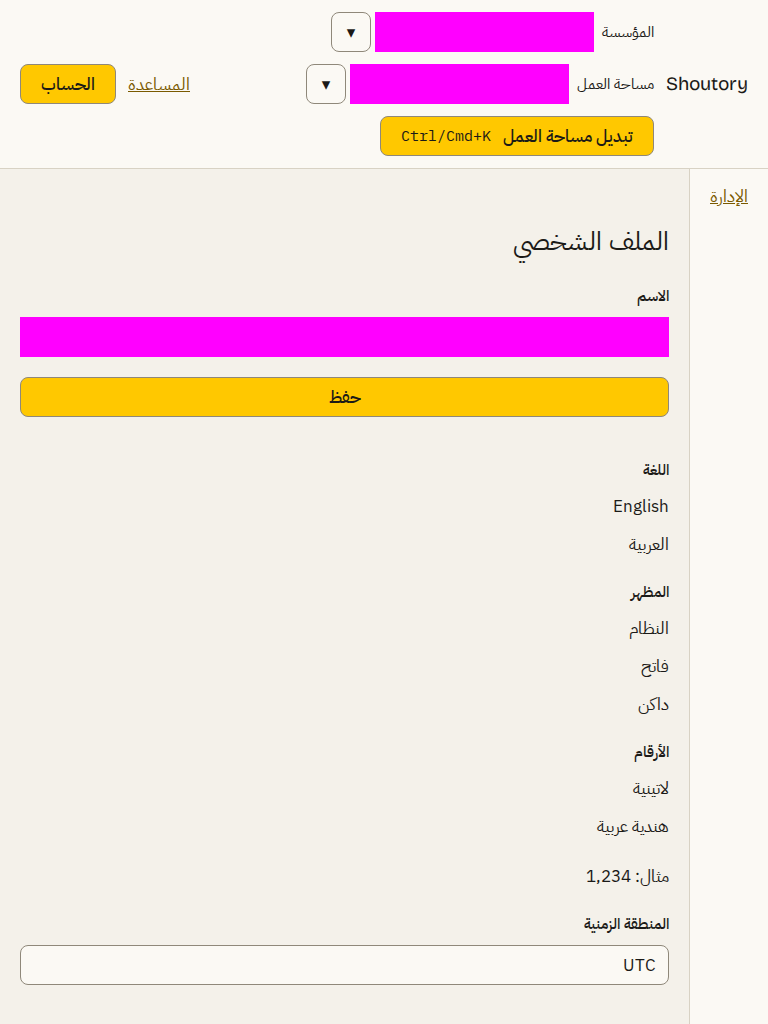 المؤسسة ▼
Shoutory مساحة العمل ▼ المساعدة الحساب
تبديل مساحة العمل Ctrl/Cmd+K
الإدارة
الملف الشخصي
الاسم
حفظ
اللغة
English
العربية
المظهر
النظام
فاتح
داكن
الأرقام
لاتينية
هندية عربية
مثال: 1,234
المنطقة الزمنية
UTC